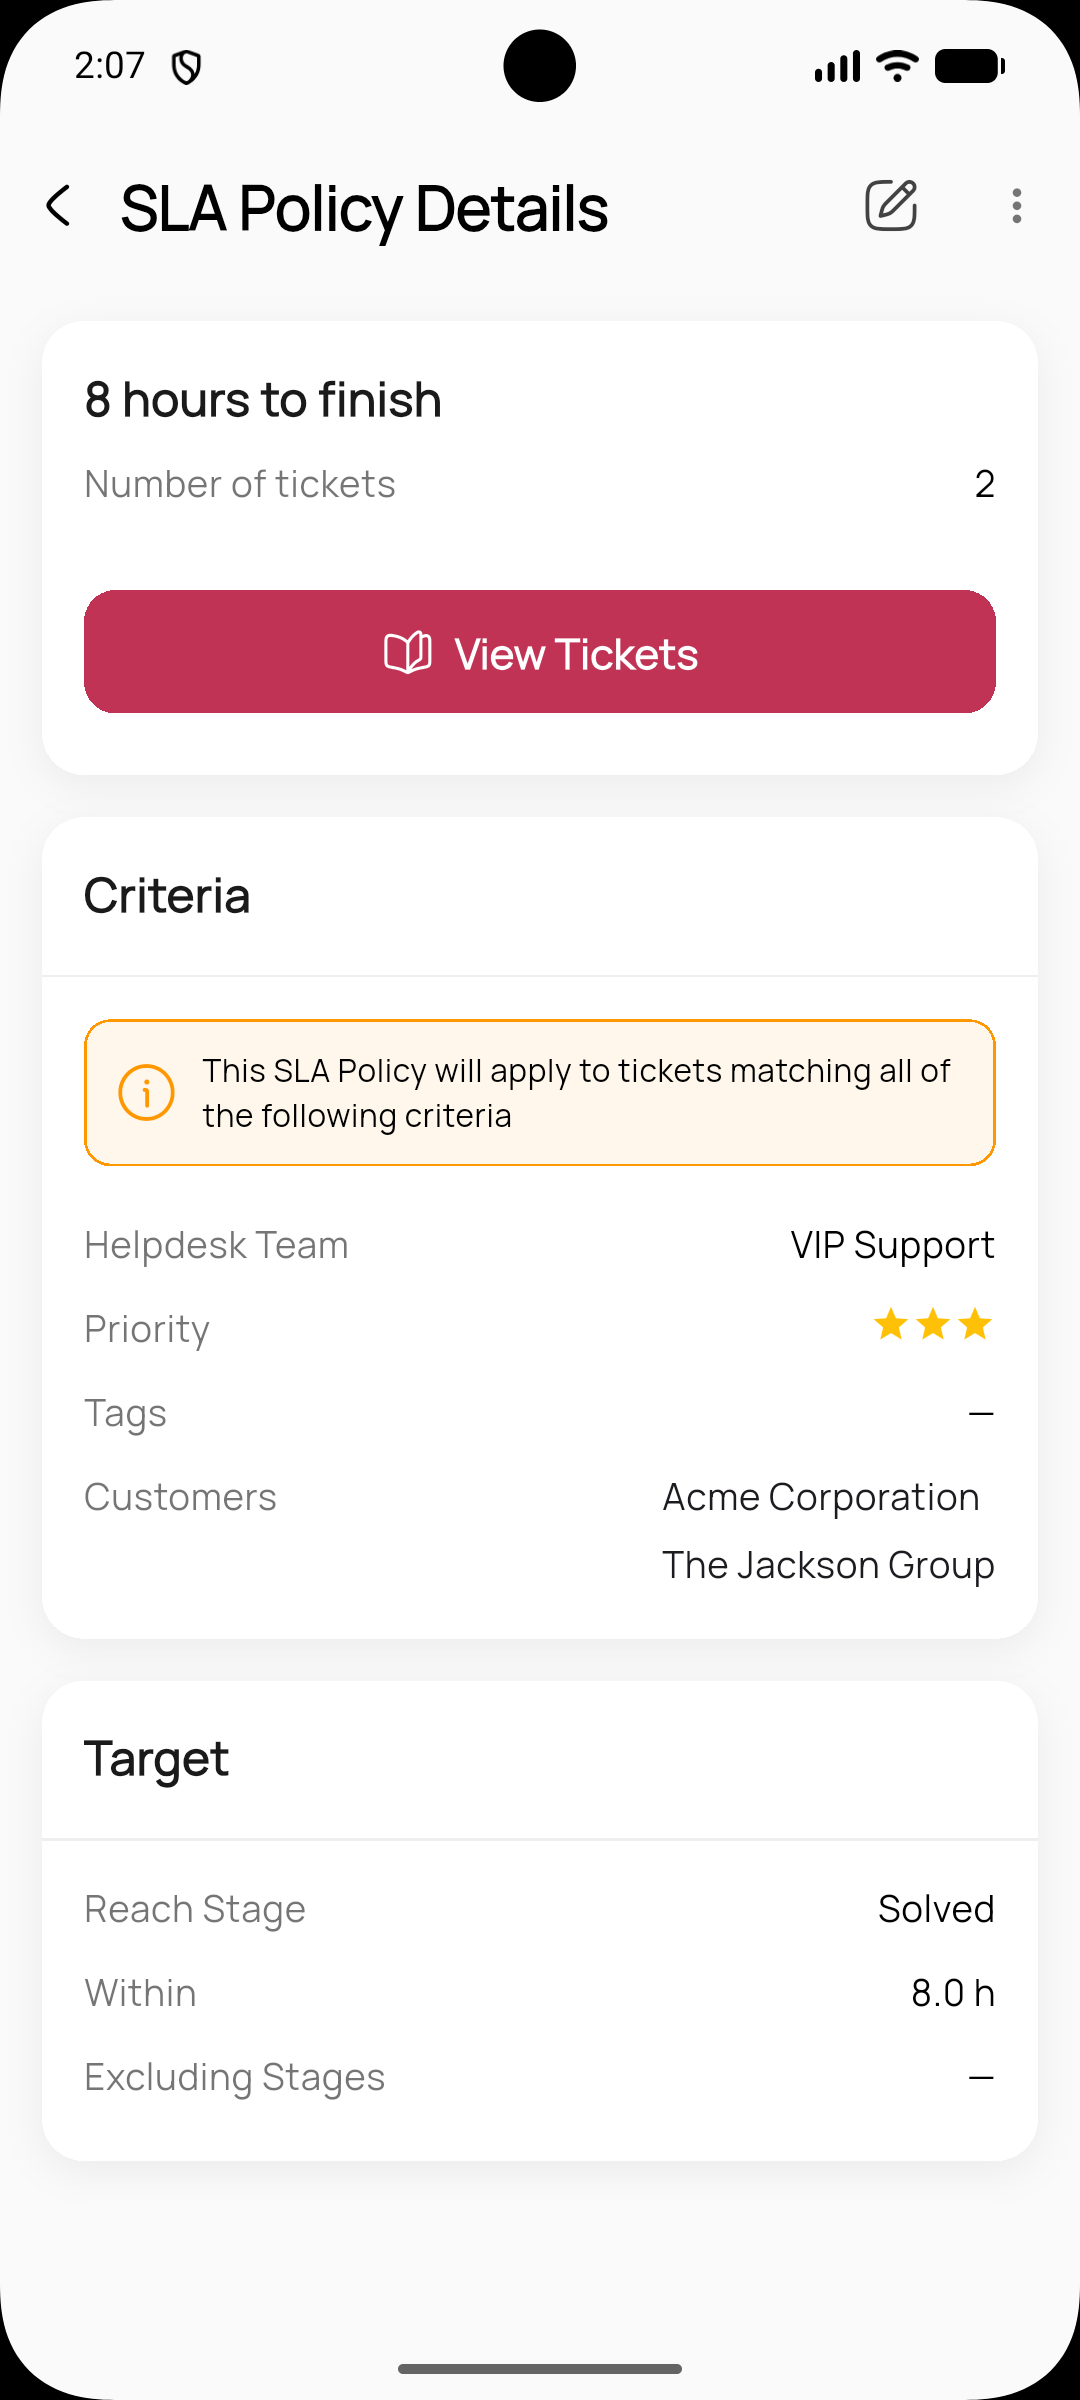 2:07
SLA Policy Details
8 hours to finish
Number of tickets 2
View Tickets
Criteria
This SLA Policy will apply to tickets matching all of
the following criteria
Helpdesk Team VIP Support
Priority
Tags —
Customers Acme Corporation
The Jackson Group
Target
Reach Stage Solved
Within 8.0 h
Excluding Stages —